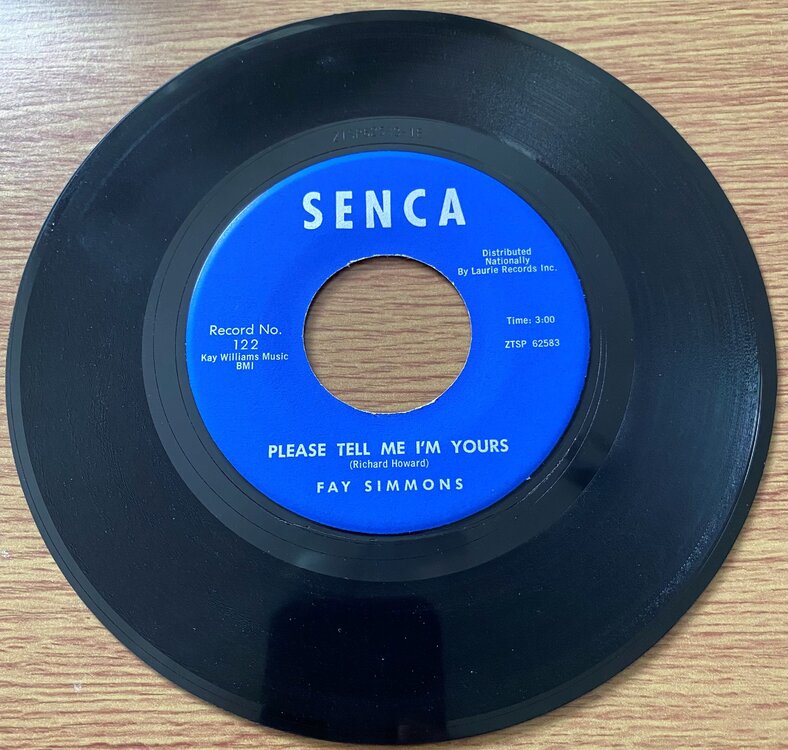 SENCA
Distributed
Nationally
By Laurie Records Inc.
Record No.
122
Kay Williams Music
BMI
Time: 3:00
ZTSP 62583
PLEASE TELL ME I'M YOURS
(Richard Howard)
FAY SIMMONS